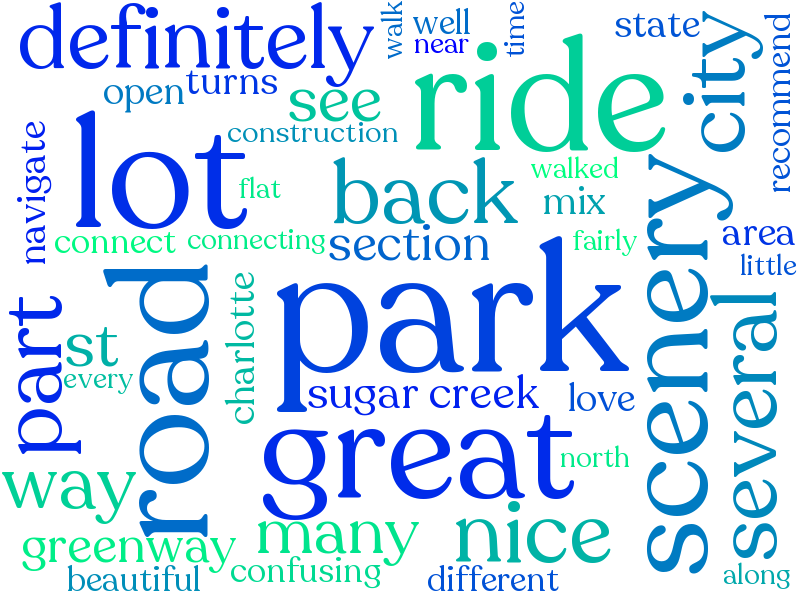 definitely
walk
well
near
time
state
city
recommend
open
turns
see
ride
construction
lot
navigate
flat
back
walked
mix
scenery
connect
connecting
section
fairly
area
little
part
road
st
every
charlotte
park
several
sugar creek
love
great
north
way
greenway
many
nice
beautiful
confusing
different
along